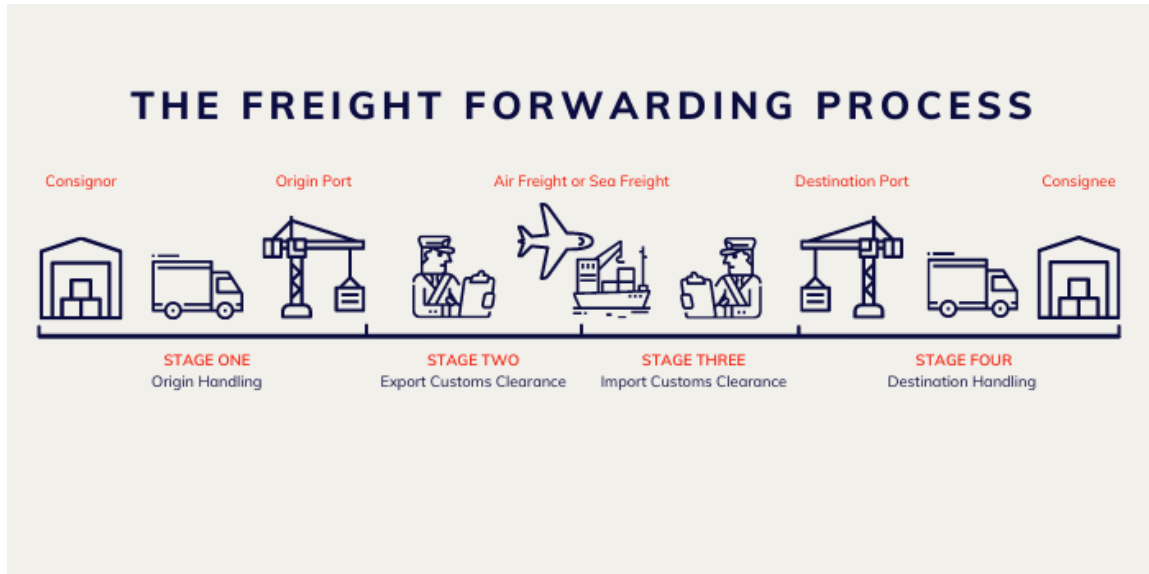 THE FREIGHT FORWARDING PROCESS
Consignor
Origin Port
Air Freight or Sea Freight
Destination Port
Consignee
STAGE ONE
Origin Handling
STAGE TWO
Export Customs Clearance
STAGE THREE
Import Customs Clearance
STAGE FOUR
Destination Handling